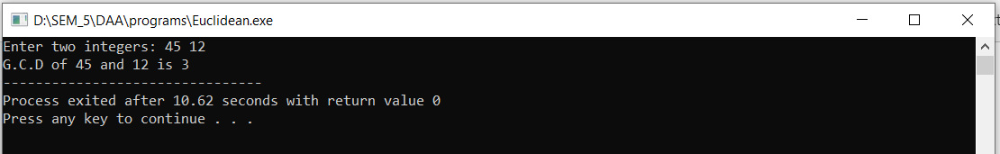 D:\SEM_5\DAA\programs\Euclidean.exe
Enter two integers: 45 12
G.C.D of 45 and 12 is 3
--------------------------------
Process exited after 10.62 seconds with return value 0
Press any key to continue . . .